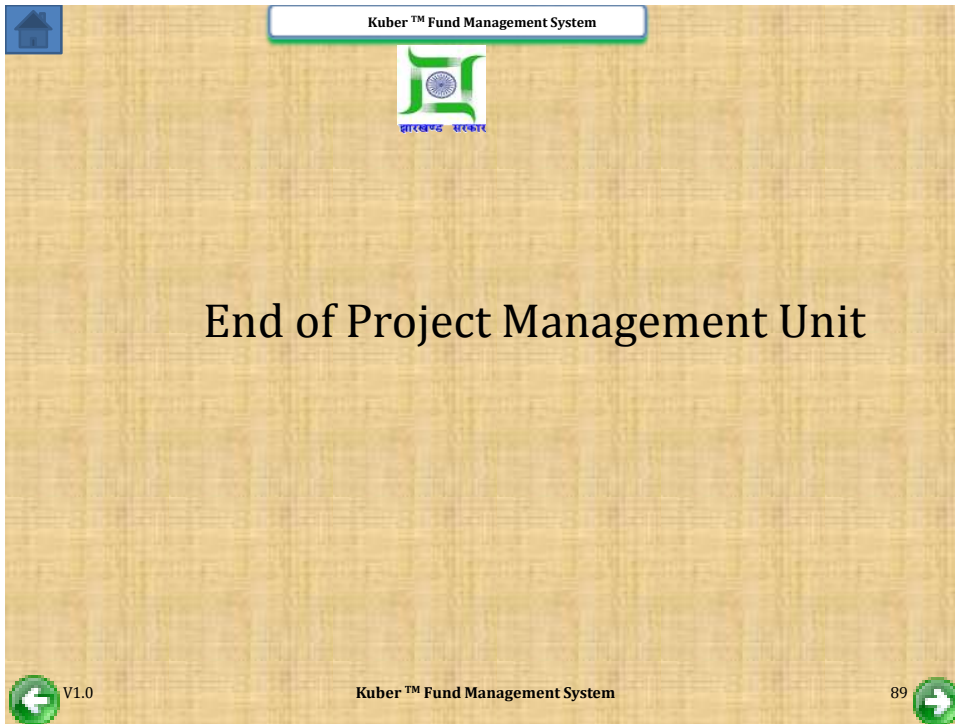 Kuber ™ Fund Management System
झारखण्ड सरकार
End of Project Management Unit
V1.0
Kuber ™ Fund Management System
89